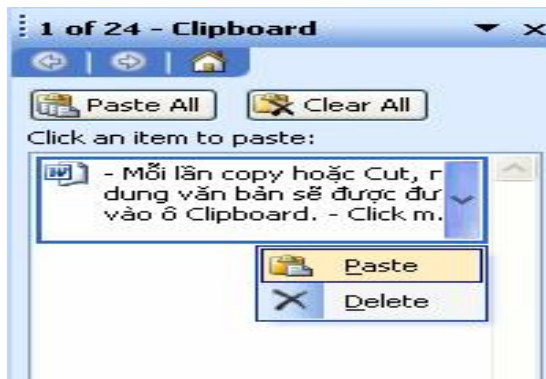 1 of 24 - Clipboard
Paste All Clear All
Click an item to paste:
- Mỗi lần copy hoặc Cut, r
dung văn bản sẽ được đư
vào ô Clipboard. - Click m.
Paste
Delete